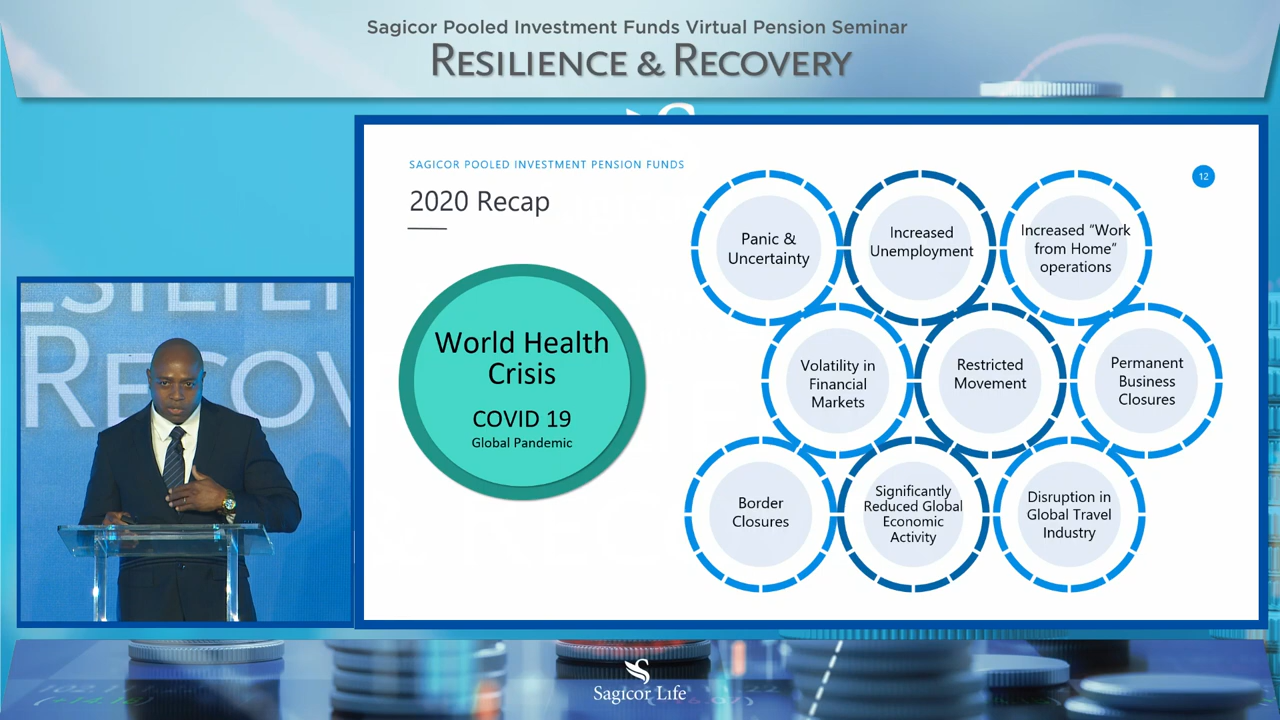 Sagicor Pooled Investment Funds Virtual Pension Seminar
RESILIENCE & RECOVERY
SAGICOR POOLED INVESTMENT PENSION FUNDS
12
2020 Recap
World Health
Crisis
COVID 19
Global Pandemic
Panic &
Uncertainty
Increased
Unemployment
Increased "Work
from Home"
operations
Volatility in
Financial
Markets
Restricted
Movement
Permanent
Business
Closures
Border
Closures
Significantly
Reduced Global
Economic
Activity
Disruption in
Global Travel
Industry
Sagicor Life